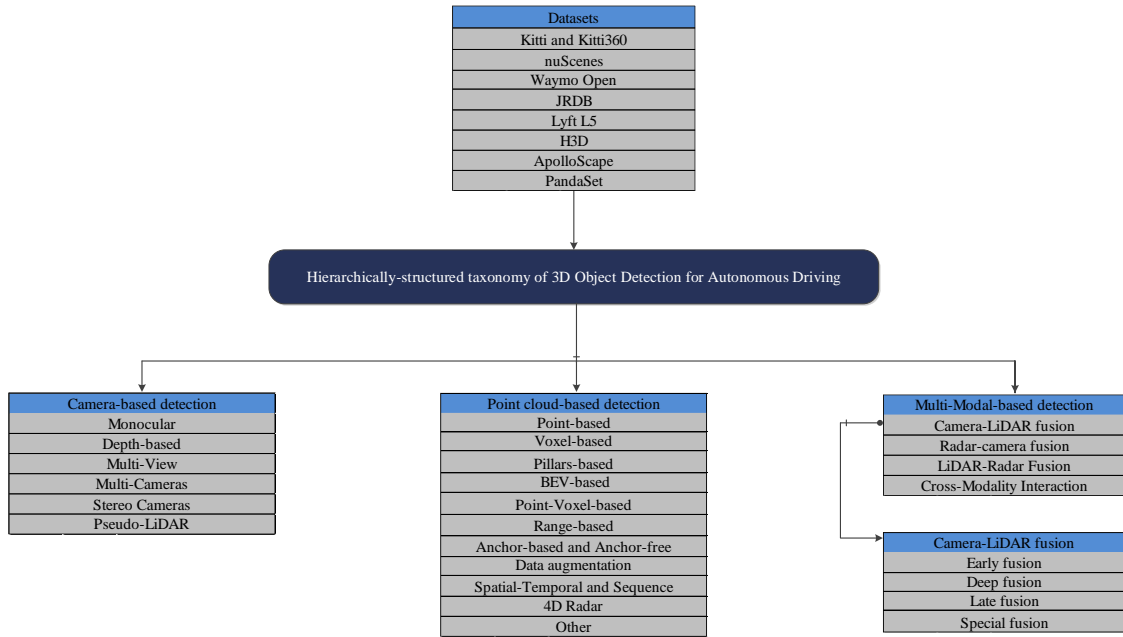 Datasets
Kitti and Kitti360
nuScenes
Waymo Open
JRDB
Lyft L5
H3D
ApolloScape
PandaSet
Hierarchically-structured taxonomy of 3D Object Detection for Autonomous Driving
Camera-based detection
Monocular
Depth-based
Multi-View
Multi-Cameras
Stereo Cameras
Pseudo-LiDAR
Point cloud-based detection
Point-based
Voxel-based
Pillars-based
BEV-based
Point-Voxel-based
Range-based
Anchor-based and Anchor-free
Data augmentation
Spatial-Temporal and Sequence
4D Radar
Other
Multi-Modal-based detection
Camera-LiDAR fusion
Radar-camera fusion
LiDAR-Radar Fusion
Cross-Modality Interaction
Camera-LiDAR fusion
Early fusion
Deep fusion
Late fusion
Special fusion